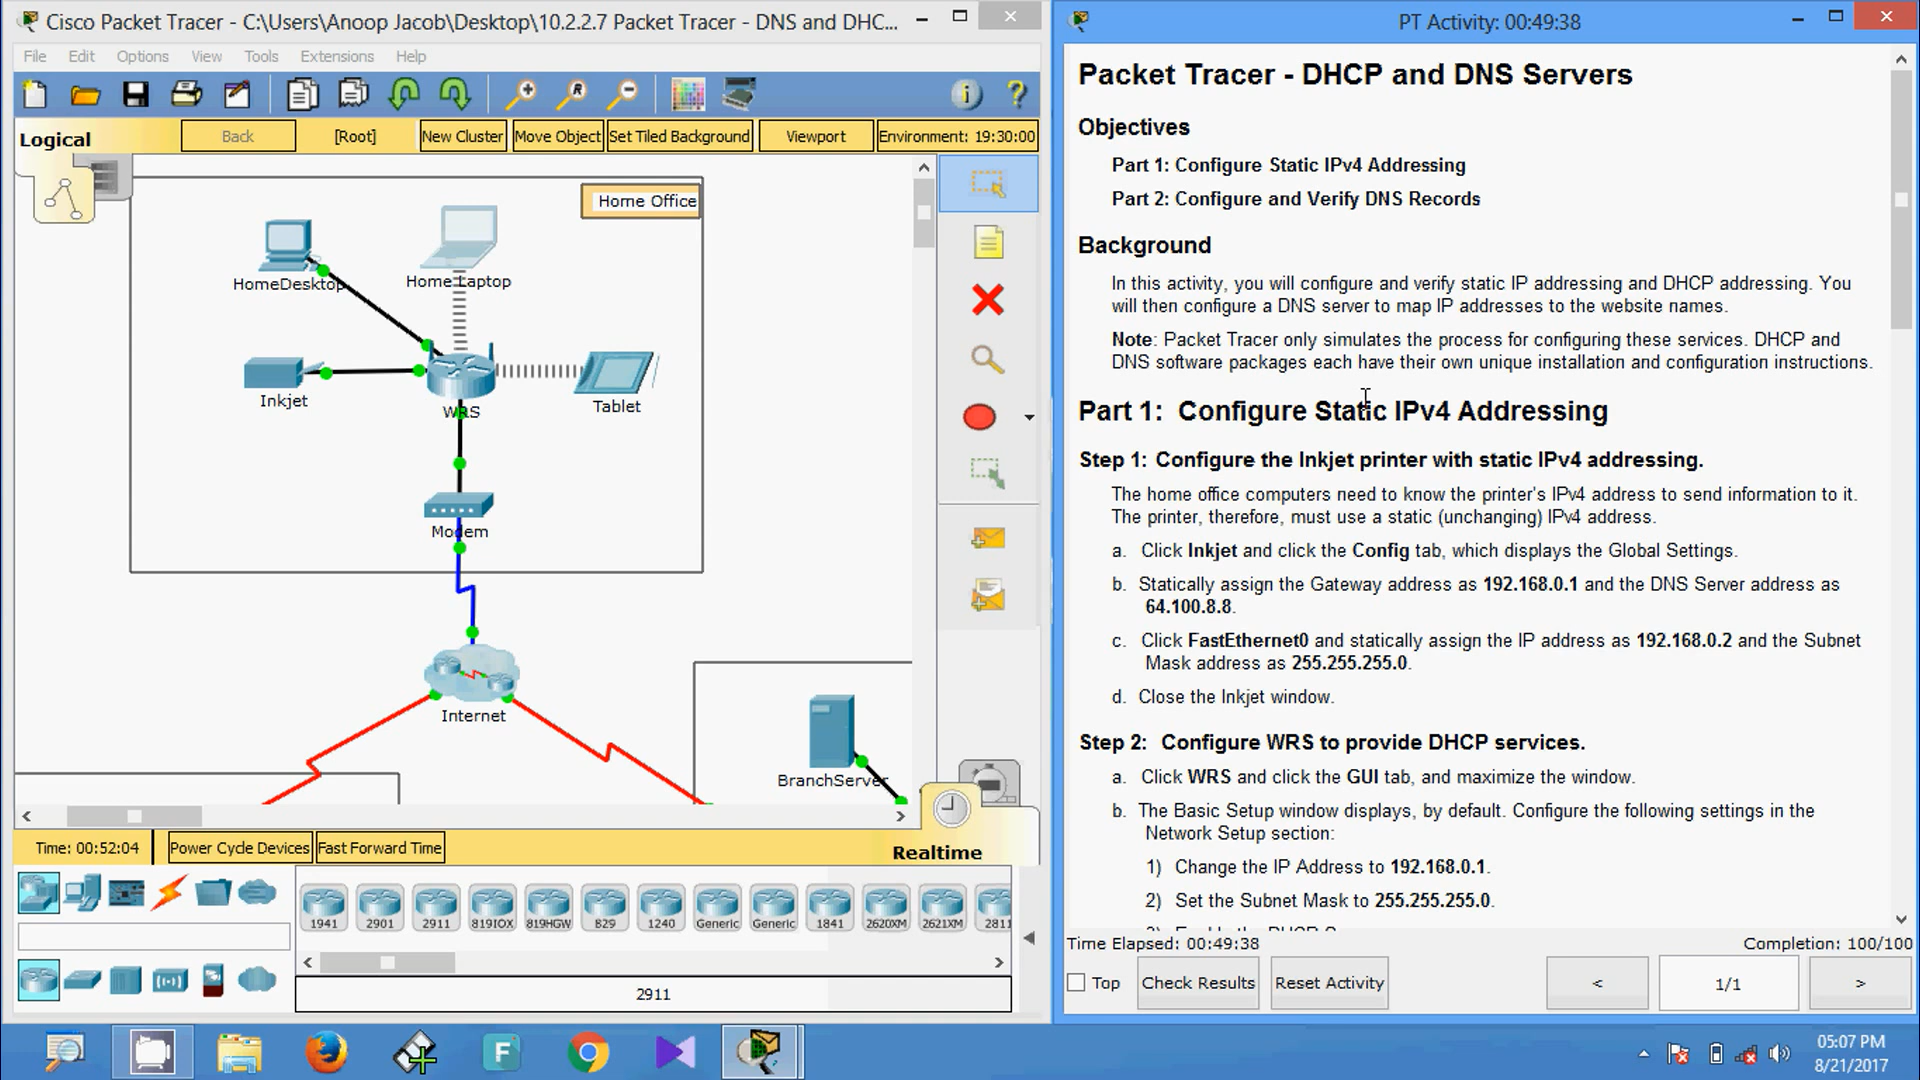 Cisco Packet Tracer - C:\Users\Anoop Jacob\Desktop\10.2.2.7 Packet Tracer - DNS and DHC...
File Edit Options View Tools Extensions Help
Logical
Back
[Root]
New Cluster
Move Object
Set Tiled Background
Viewport
Environment: 19:30:00
Home Office
HomeDesktop
Home Laptop
Inkjet
WRS
Tablet
Modem
Internet
BranchServer
Time: 00:52:04
Power Cycle Devices
Fast Forward Time
Realtime
1941 2901 2911 819IOX 819HGW 829 1240 Generic Generic 1841 2620XM 2621XM 2811
2911
PT Activity: 00:49:38
Packet Tracer - DHCP and DNS Servers
Objectives
Part 1: Configure Static IPv4 Addressing
Part 2: Configure and Verify DNS Records
Background
In this activity, you will configure and verify static IP addressing and DHCP addressing. You
will then configure a DNS server to map IP addresses to the website names.
Note: Packet Tracer only simulates the process for configuring these services. DHCP and
DNS software packages each have their own unique installation and configuration instructions.
Part 1: Configure Static IPv4 Addressing
Step 1: Configure the Inkjet printer with static IPv4 addressing.
The home office computers need to know the printer's IPv4 address to send information to it.
The printer, therefore, must use a static (unchanging) IPv4 address.
a. Click Inkjet and click the Config tab, which displays the Global Settings.
b. Statically assign the Gateway address as 192.168.0.1 and the DNS Server address as
64.100.8.8.
c. Click FastEthernet0 and statically assign the IP address as 192.168.0.2 and the Subnet
Mask address as 255.255.255.0.
d. Close the Inkjet window.
Step 2: Configure WRS to provide DHCP services.
a. Click WRS and click the GUI tab, and maximize the window.
b. The Basic Setup window displays, by default. Configure the following settings in the
Network Setup section:
1) Change the IP Address to 192.168.0.1.
2) Set the Subnet Mask to 255.255.255.0.
Time Elapsed: 00:49:38
Completion: 100/100
Top
Check Results
Reset Activity
<
1/1
>
05:07 PM
8/21/2017